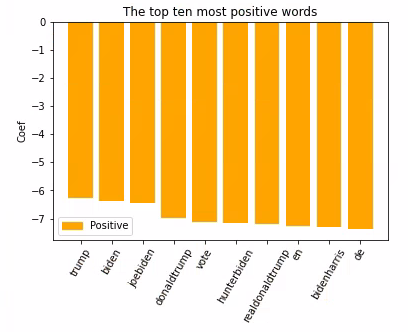 The top ten most positive words
Coef
0
−1
−2
−3
−4
−5
−6
−7
Positive
trump
biden
joebiden
donaldtrump
vote
hunterbiden
realdonaldtrump
en
bidenharris
de